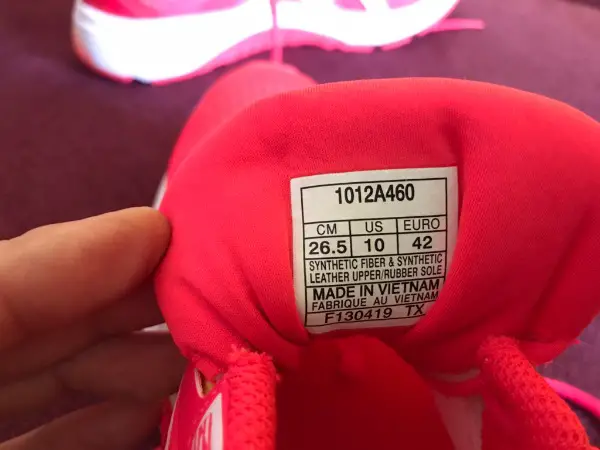 1012A460
CM US EURO
26.5 10 42
SYNTHETIC FIBER & SYNTHETIC
LEATHER UPPER/RUBBER SOLE
MADE IN VIETNAM
FABRIQUE AU VIETNAM
F130419 TX